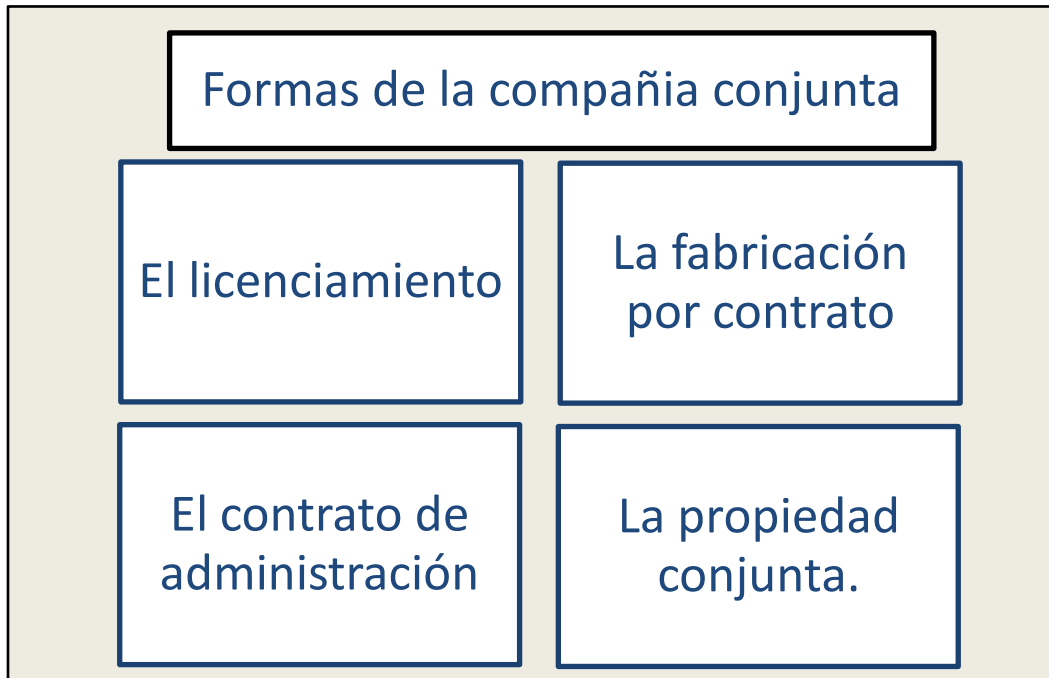 Formas de la compañia conjunta
El licenciamiento
La fabricación
por contrato
El contrato de
administración
La propiedad
conjunta.